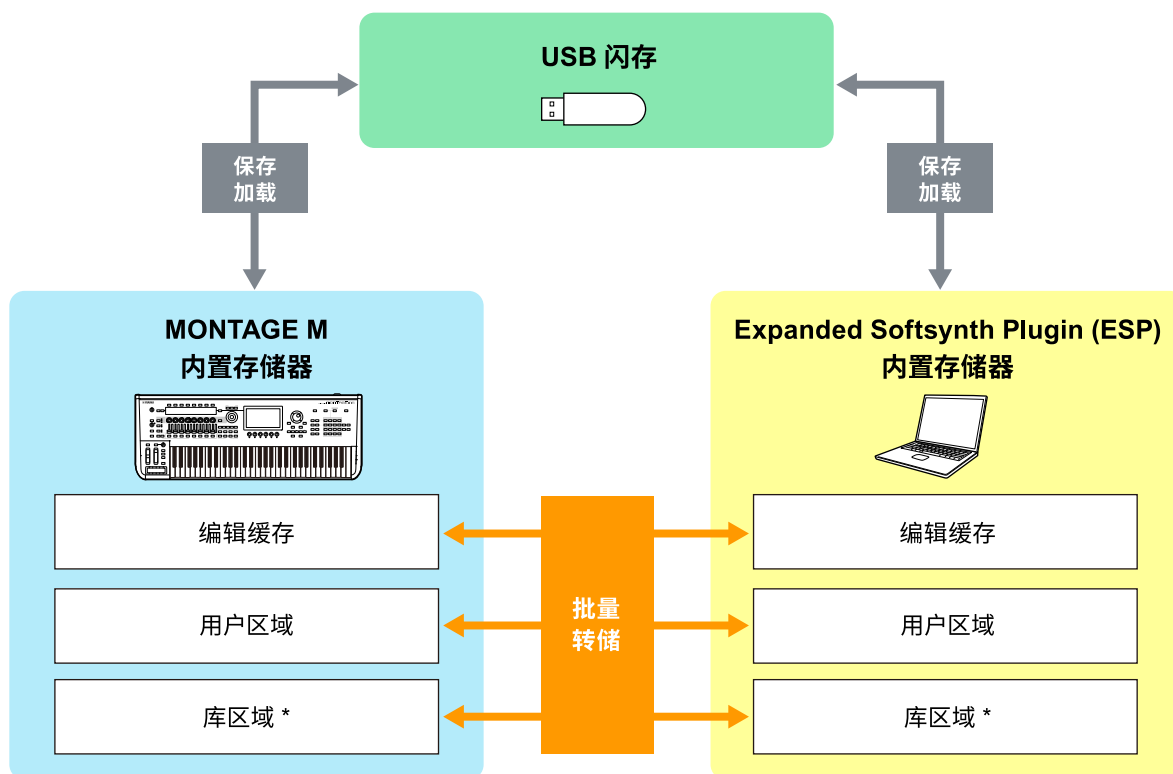 USB 闪存
保存
加载
保存
加载
MONTAGE M
内置存储器
Expanded Softsynth Plugin (ESP)
内置存储器
编辑缓存
用户区域
库区域 *
批量
转储
编辑缓存
用户区域
库区域 *